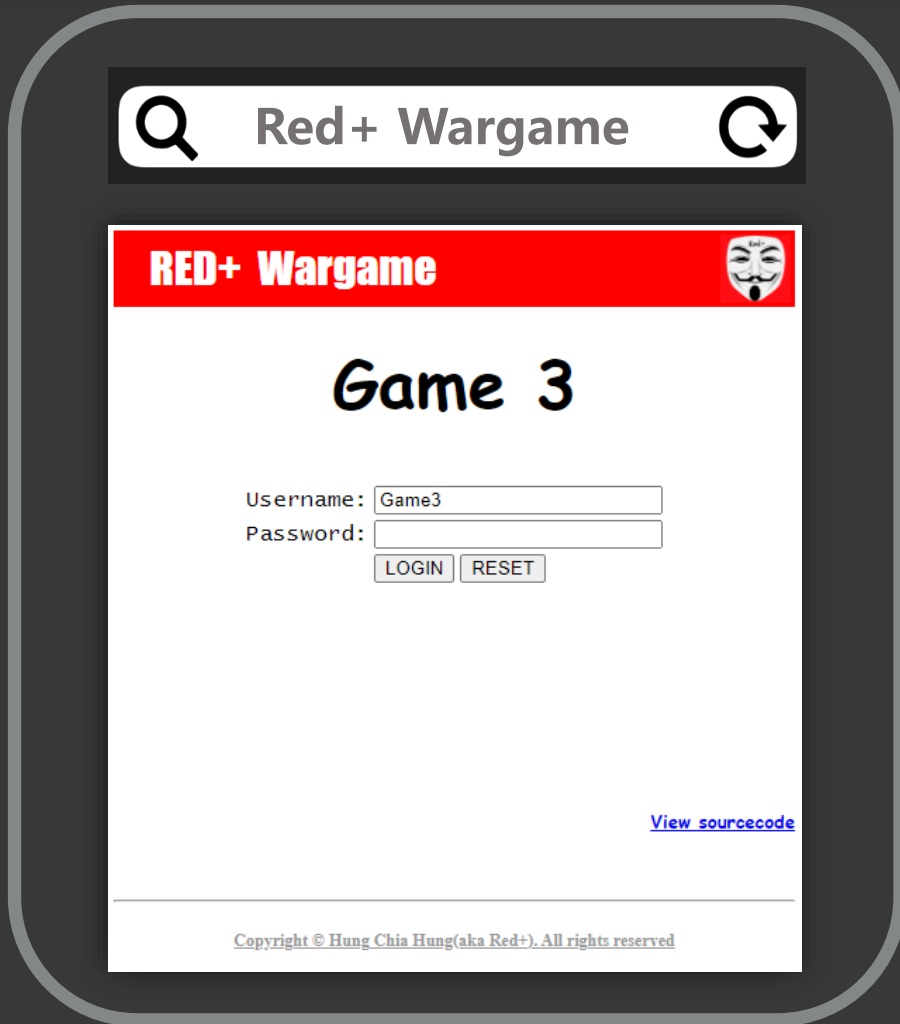 Red+ Wargame
RED+ Wargame
Red+
Game 3
Username: Game3
Password:
LOGIN RESET
View sourcecode
Copyright © Hung Chia Hung(aka Red+). All rights reserved